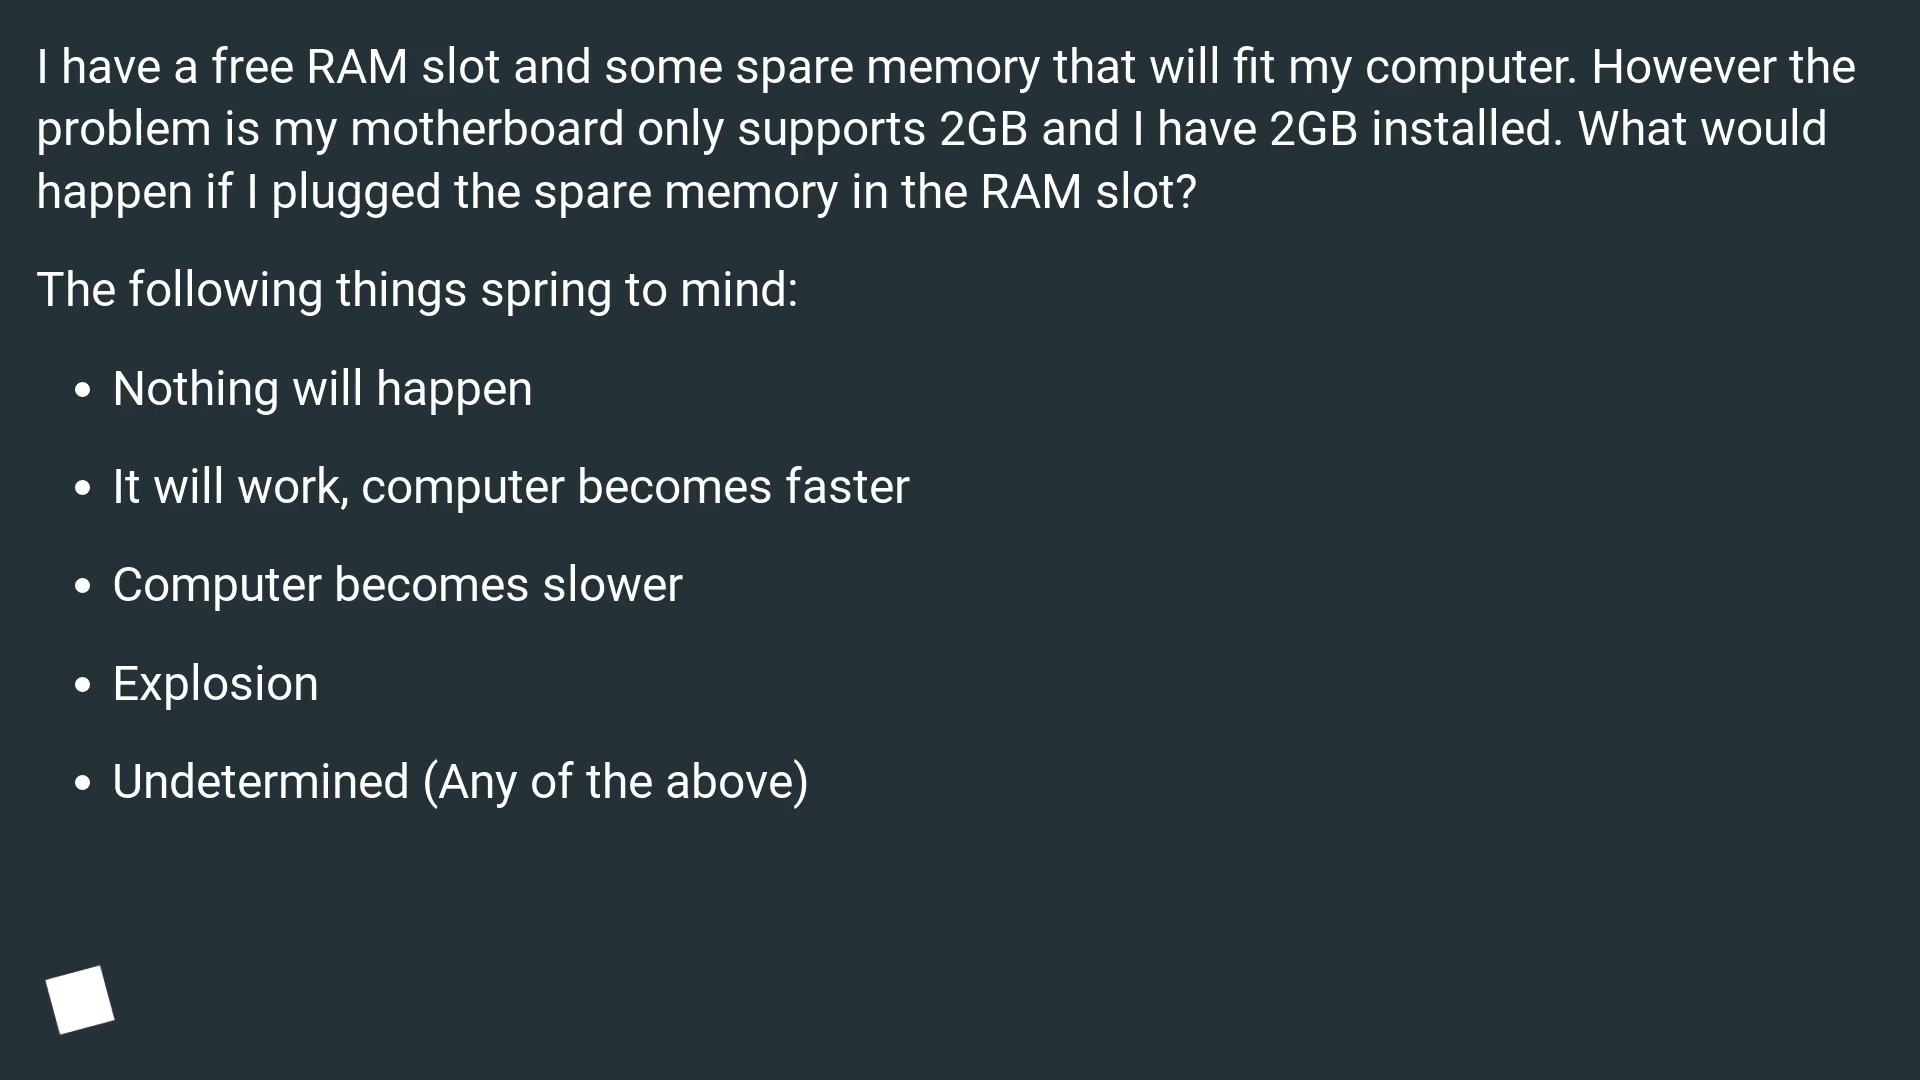 I have a free RAM slot and some spare memory that will fit my computer. However the
problem is my motherboard only supports 2GB and I have 2GB installed. What would
happen if I plugged the spare memory in the RAM slot?
The following things spring to mind:
• Nothing will happen
• It will work, computer becomes faster
• Computer becomes slower
• Explosion
• Undetermined (Any of the above)